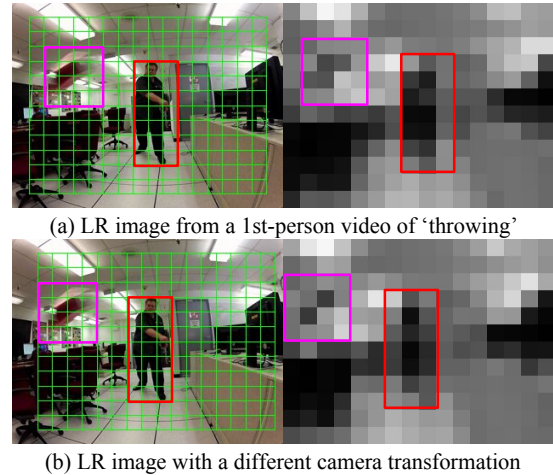 (a) LR image from a 1st-person video of ‘throwing’
(b) LR image with a different camera transformation